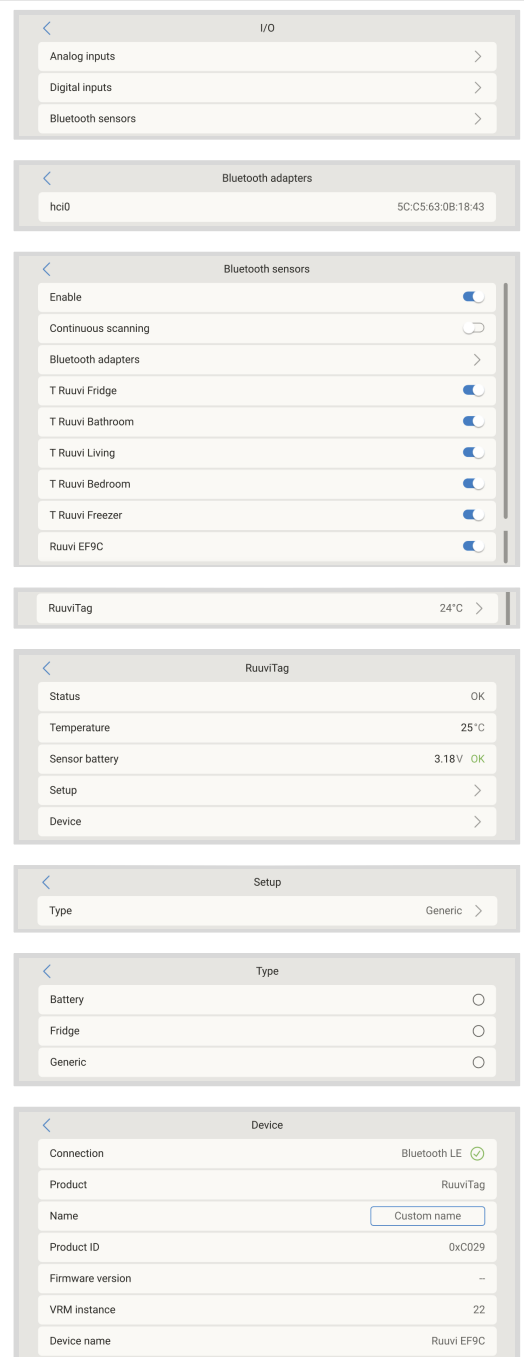 I/O
Analog inputs
Digital inputs
Bluetooth sensors
Bluetooth adapters
hci0 5C:C5:63:0B:18:43
Bluetooth sensors
Enable
Continuous scanning
Bluetooth adapters
T Ruuvi Fridge
T Ruuvi Bathroom
T Ruuvi Living
T Ruuvi Bedroom
T Ruuvi Freezer
Ruuvi EF9C
RuuviTag 24°C
RuuviTag
Status OK
Temperature 25°C
Sensor battery 3.18V OK
Setup
Device
Setup
Type Generic
Type
Battery
Fridge
Generic
Device
Connection Bluetooth LE
Product RuuviTag
Name Custom name
Product ID 0xC029
Firmware version --
VRM instance 22
Device name Ruuvi EF9C